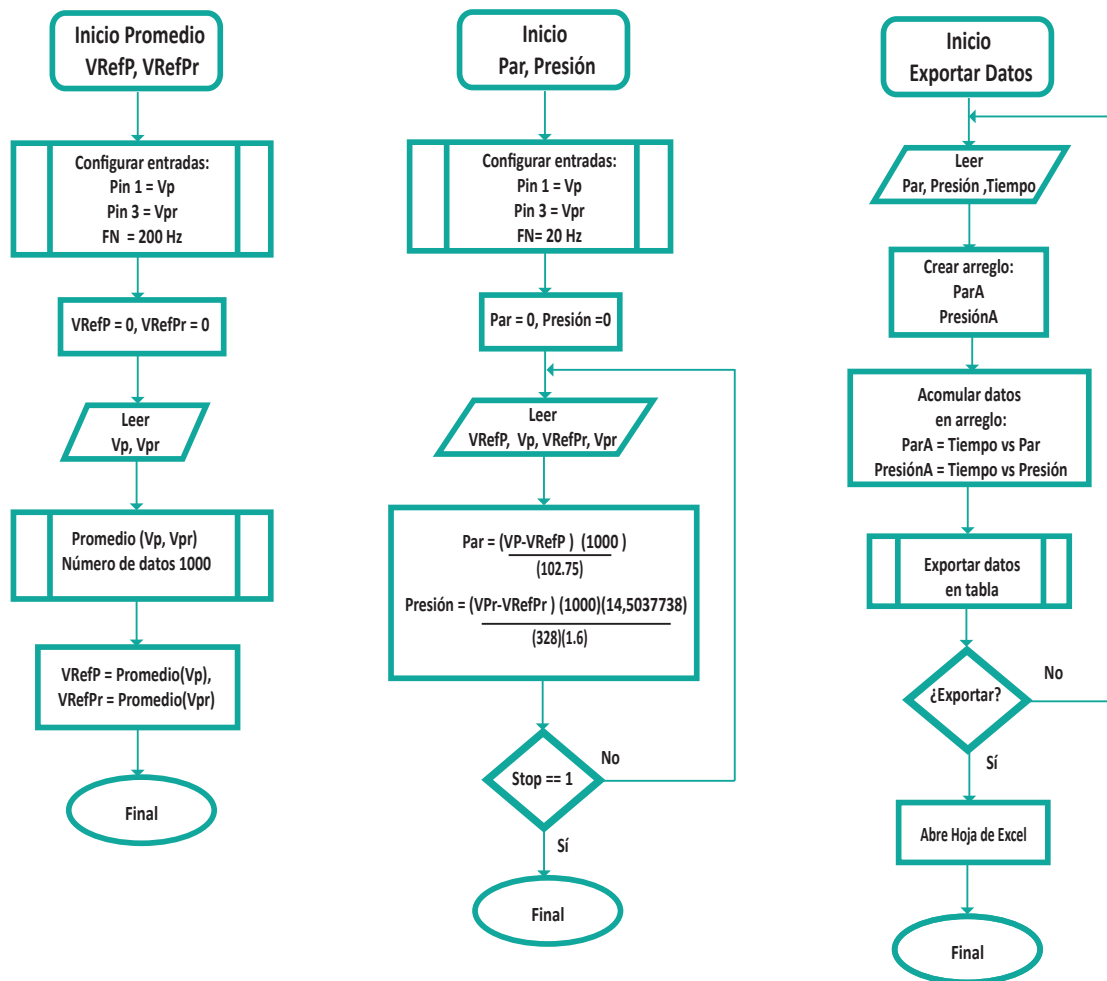 Inicio Promedio
VRefP, VRefPr
Configurar entradas:
Pin 1 = Vp
Pin 3 = Vpr
FN = 200 Hz
VRefP = 0, VRefPr = 0
Leer
Vp, Vpr
Promedio (Vp, Vpr)
Número de datos 1000
VRefP = Promedio(Vp),
VRefPr = Promedio(Vpr)
Final
Inicio
Par, Presión
Configurar entradas:
Pin 1 = Vp
Pin 3 = Vpr
FN= 20 Hz
Par = 0, Presión =0
Leer
VRefP, Vp, VRefPr, Vpr
Par = (VP-VRefP ) (1000 )
(102.75)
Presión = (VPr-VRefPr ) (1000)(14,5037738)
(328)(1.6)
Stop == 1
No
Sí
Final
Inicio
Exportar Datos
Leer
Par, Presión ,Tiempo
Crear arreglo:
ParA
PresiónA
Acomular datos
en arreglo:
ParA = Tiempo vs Par
PresiónA = Tiempo vs Presión
Exportar datos
en tabla
¿Exportar?
No
Sí
Abre Hoja de Excel
Final